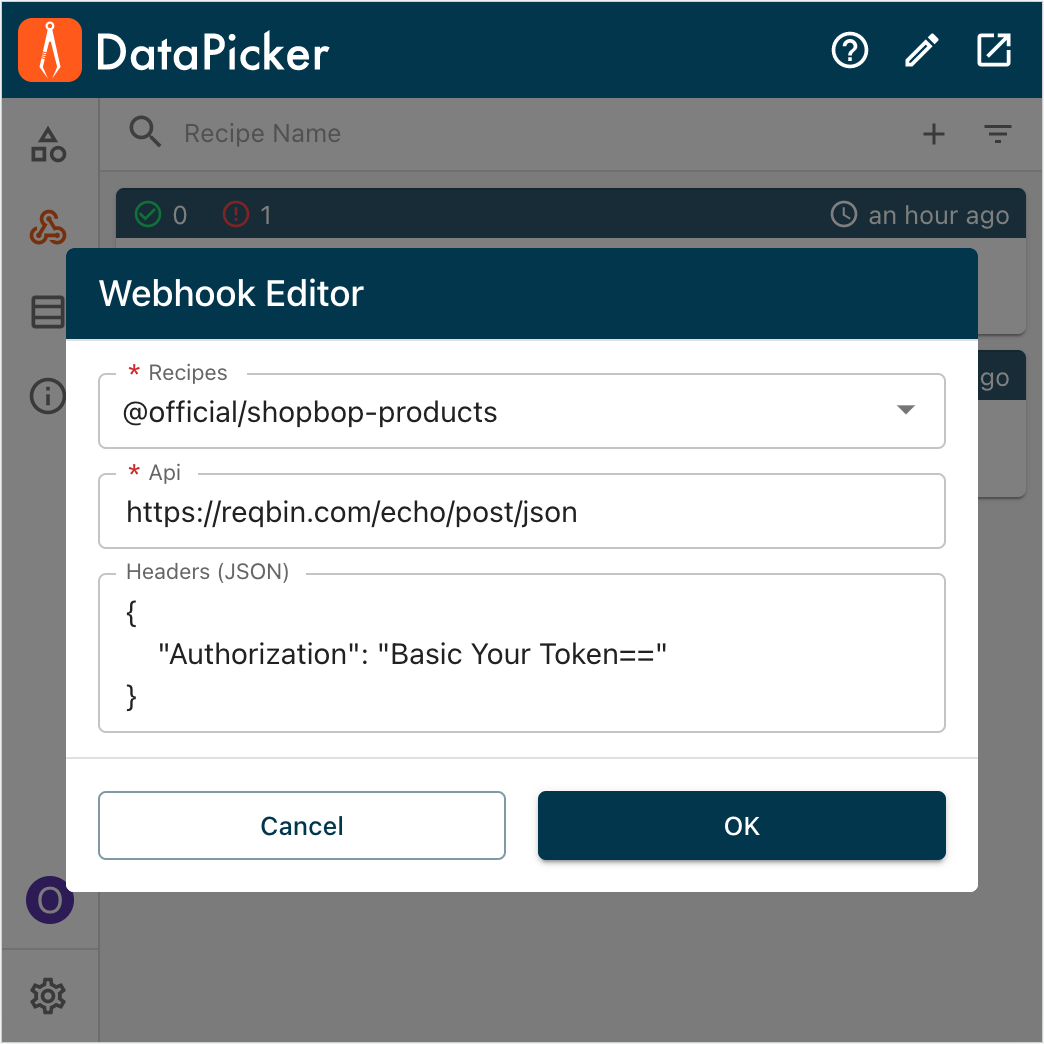 DataPicker
Recipe Name
0 1 an hour ago
Webhook Editor
go
* Recipes
@official/shopbop-products
* Api
https://reqbin.com/echo/post/json
Headers (JSON)
{
"Authorization": "Basic Your Token=="
}
Cancel OK
O